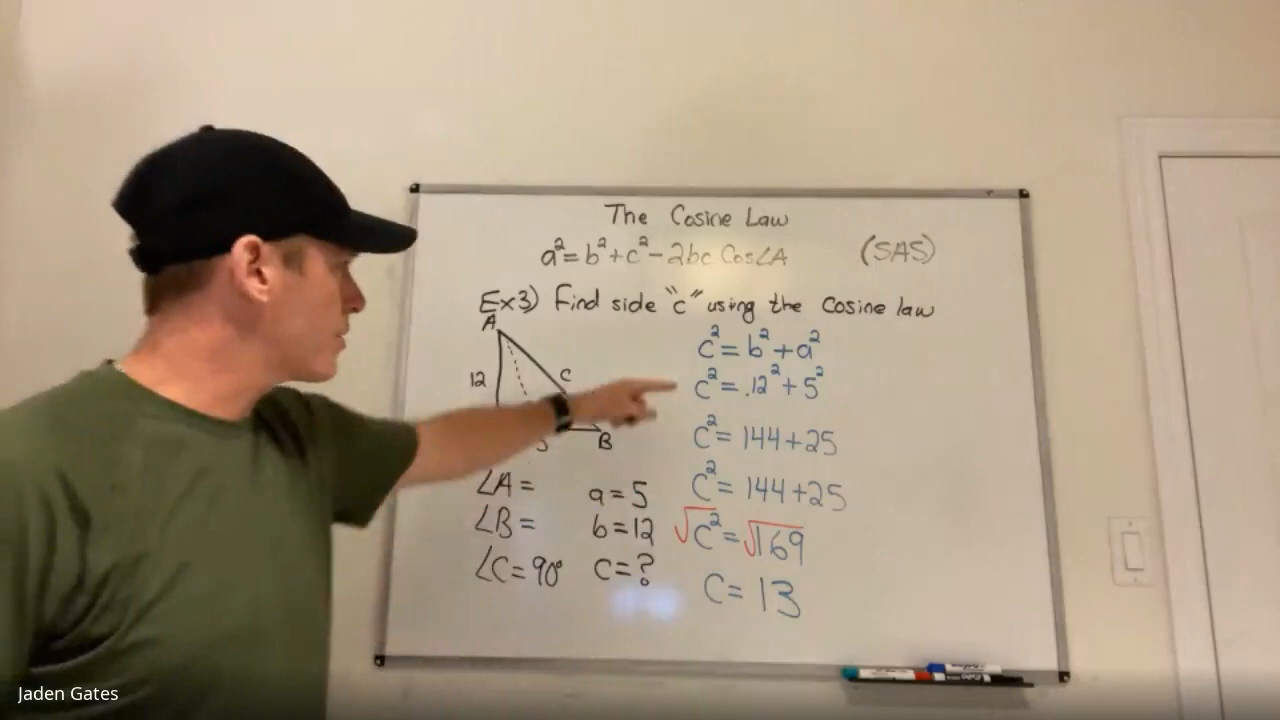 The Cosine Law
a² = b² + c² - 2bc Cos∠A (SAS)
Ex3) Find side "c" using the Cosine law
A
12
C
B
∠A =
∠B =
∠C = 90°
a = 5
b = 12
c = ?
c² = b² + a²
c² = 12² + 5²
c² = 144 + 25
c² = 144 + 25
√c² = √169
C = 13
Jaden Gates